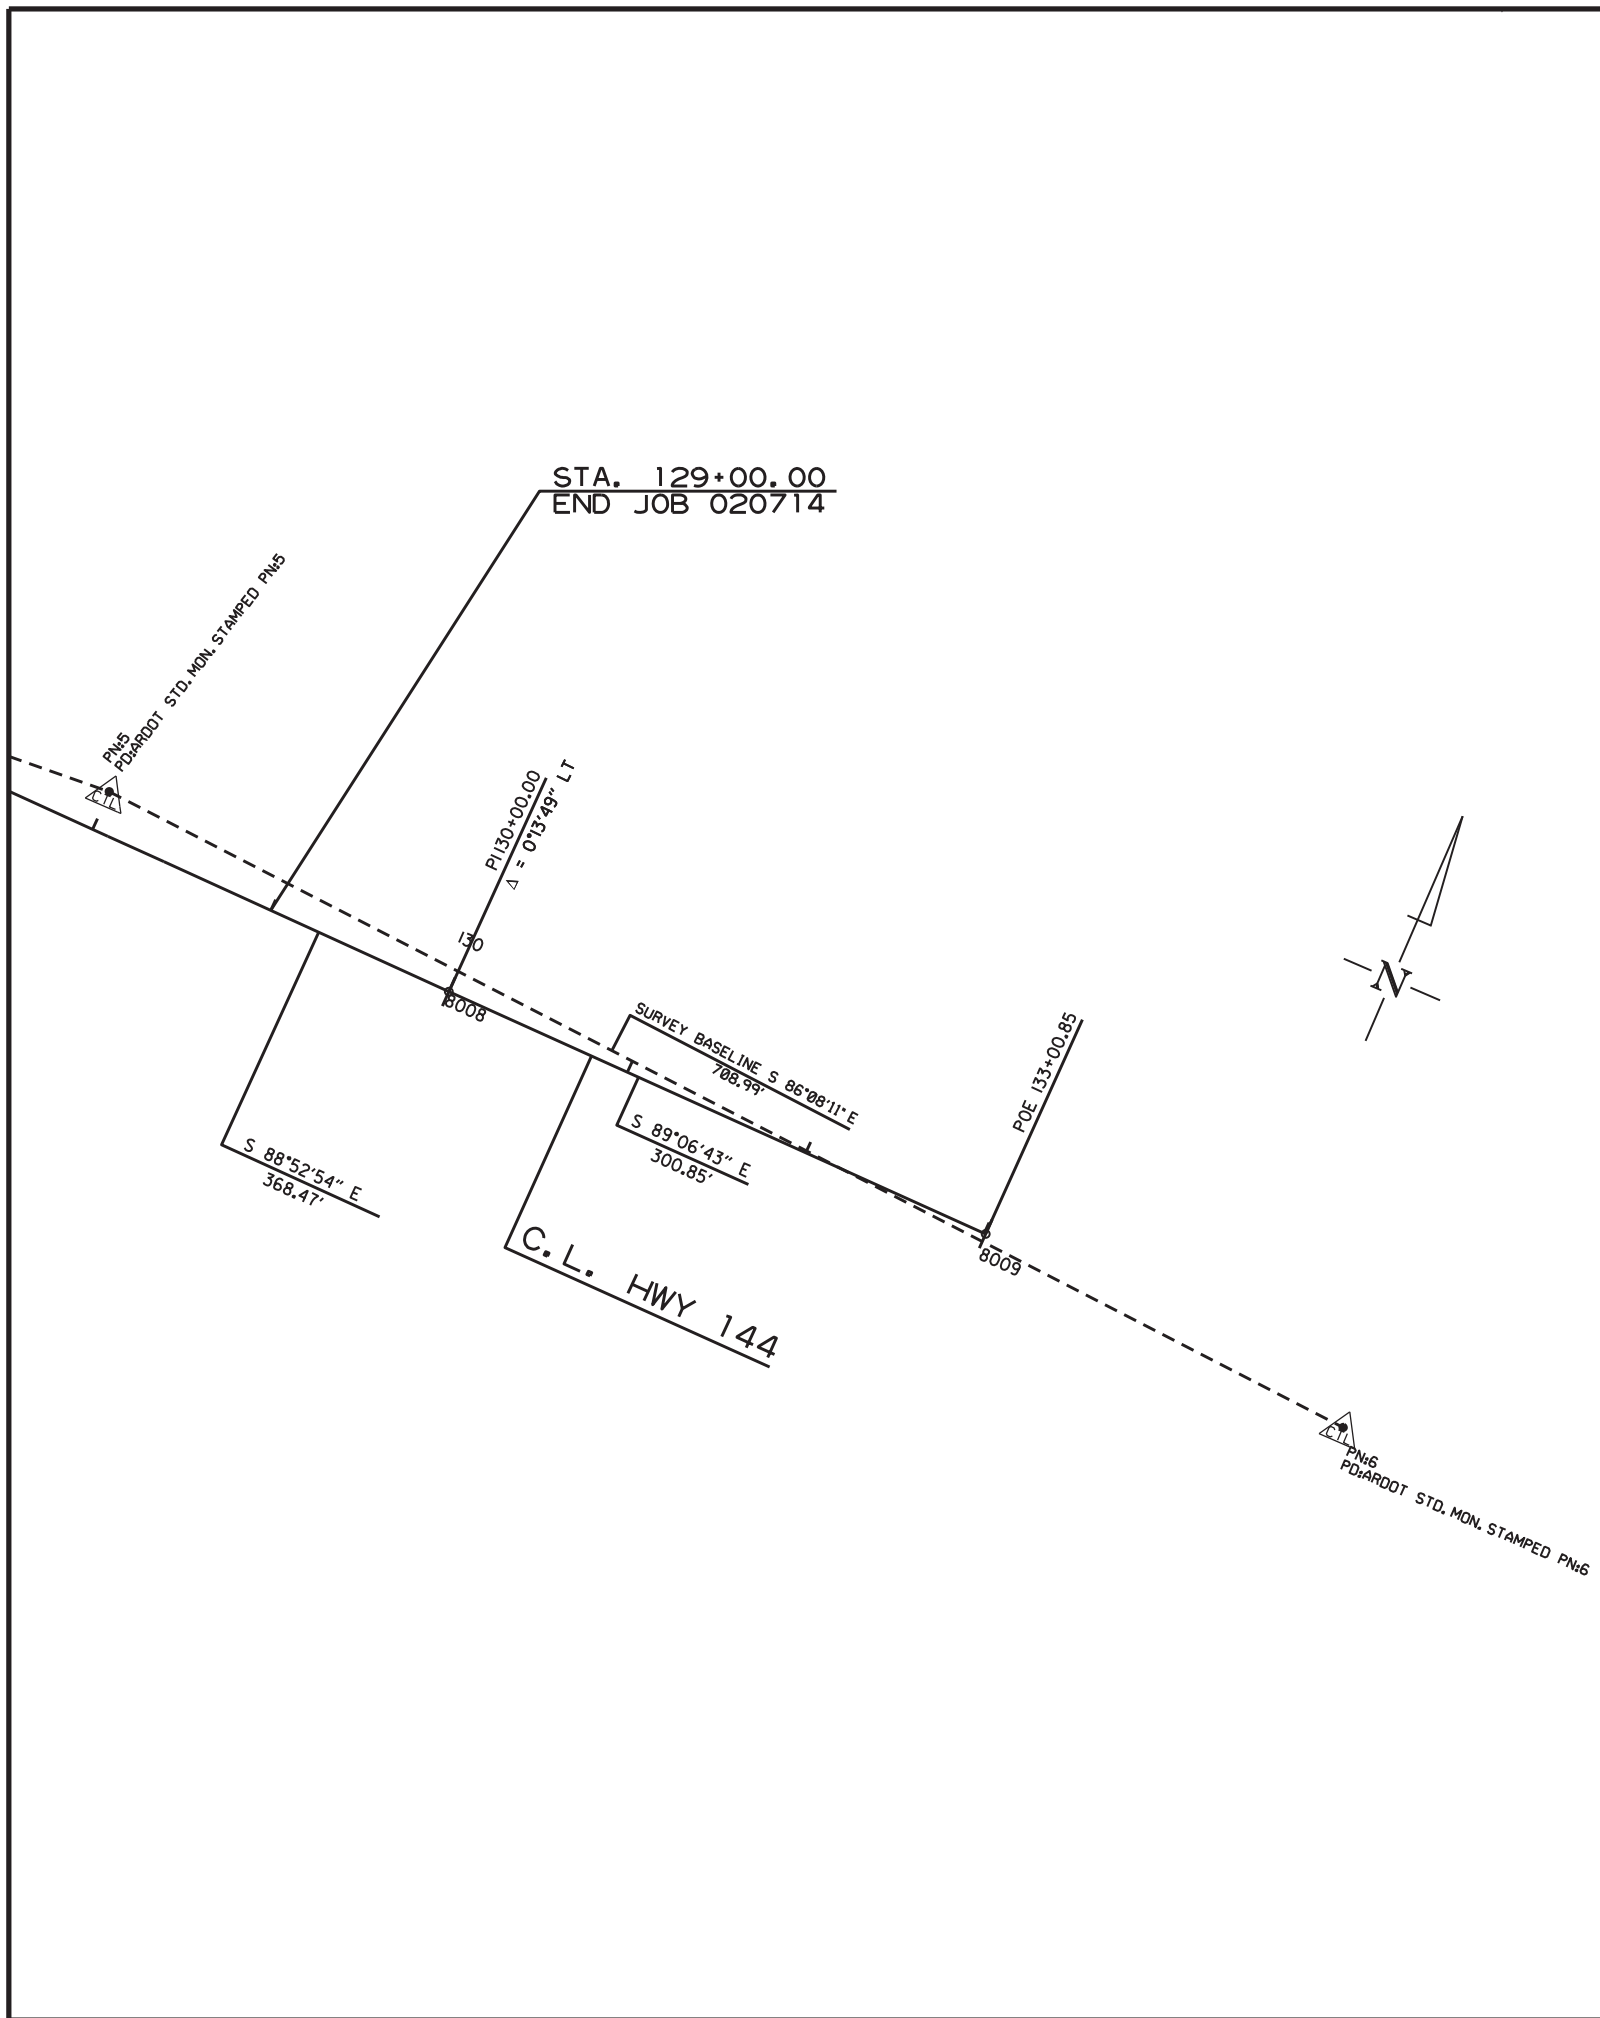 STA. 129+00.00
END JOB 020714
PN:5
PD:ARDOT STD. MON. STAMPED PN:5
CTL
PI 130+00.00
Δ = 0°13'49" LT
130
8008
SURVEY BASELINE S 86°08'11" E
708.99'
S 89°06'43" E
300.85'
S 88°52'54" E
368.47'
C.L. HWY 144
POE 133+00.85
8009
N
CTL
PN:6
PD:ARDOT STD. MON. STAMPED PN:6